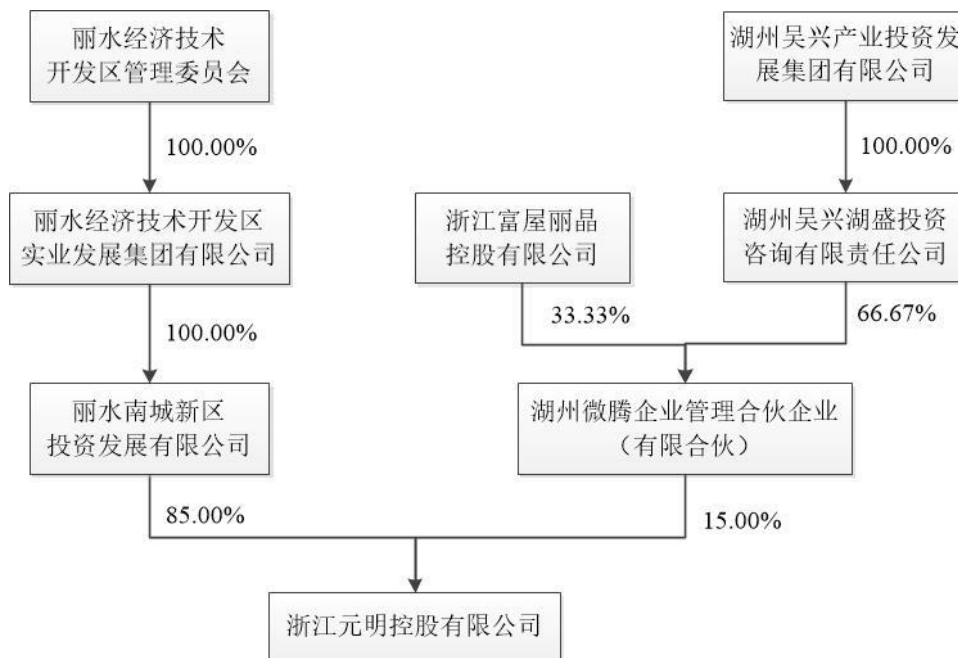 丽水经济技术
开发区管理委员会
湖州吴兴产业投资发
展集团有限公司
100.00%
100.00%
丽水经济技术开发区
实业发展集团有限公司
浙江富屋丽晶
控股有限公司
湖州吴兴湖盛投资
咨询有限责任公司
100.00%
33.33%
66.67%
丽水南城新区
投资发展有限公司
湖州微腾企业管理合伙企业
（有限合伙）
85.00%
15.00%
浙江元明控股有限公司